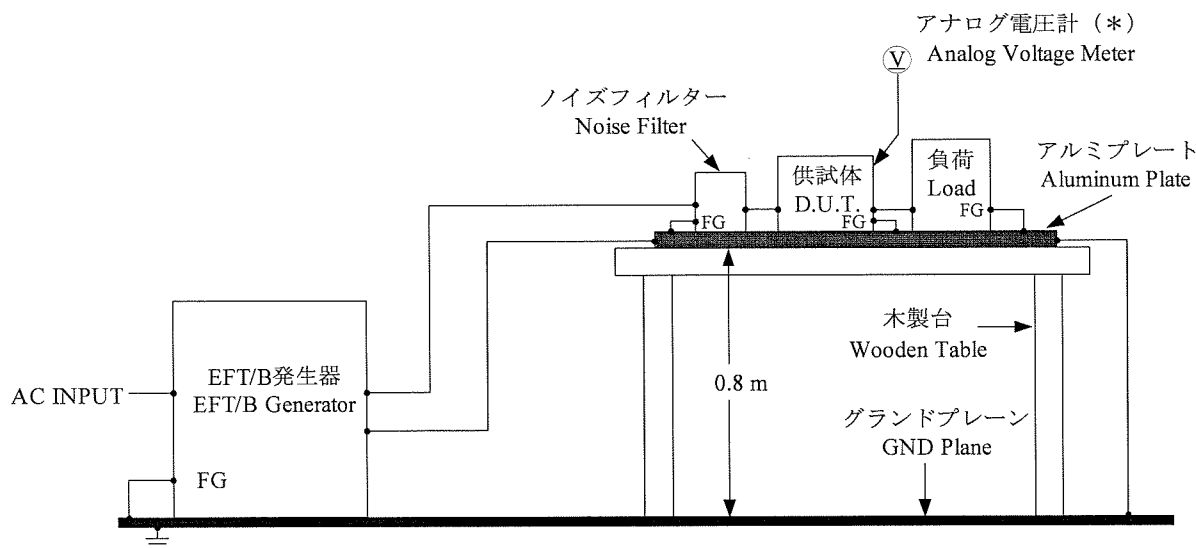 アナログ電圧計（＊）
Analog Voltage Meter
V
ノイズフィルター
Noise Filter
アルミプレート
Aluminum Plate
供試体
D.U.T.
負荷
Load
FG
FG
FG
木製台
Wooden Table
EFT/B発生器
EFT/B Generator
AC INPUT
0.8 m
グランドプレーン
GND Plane
FG